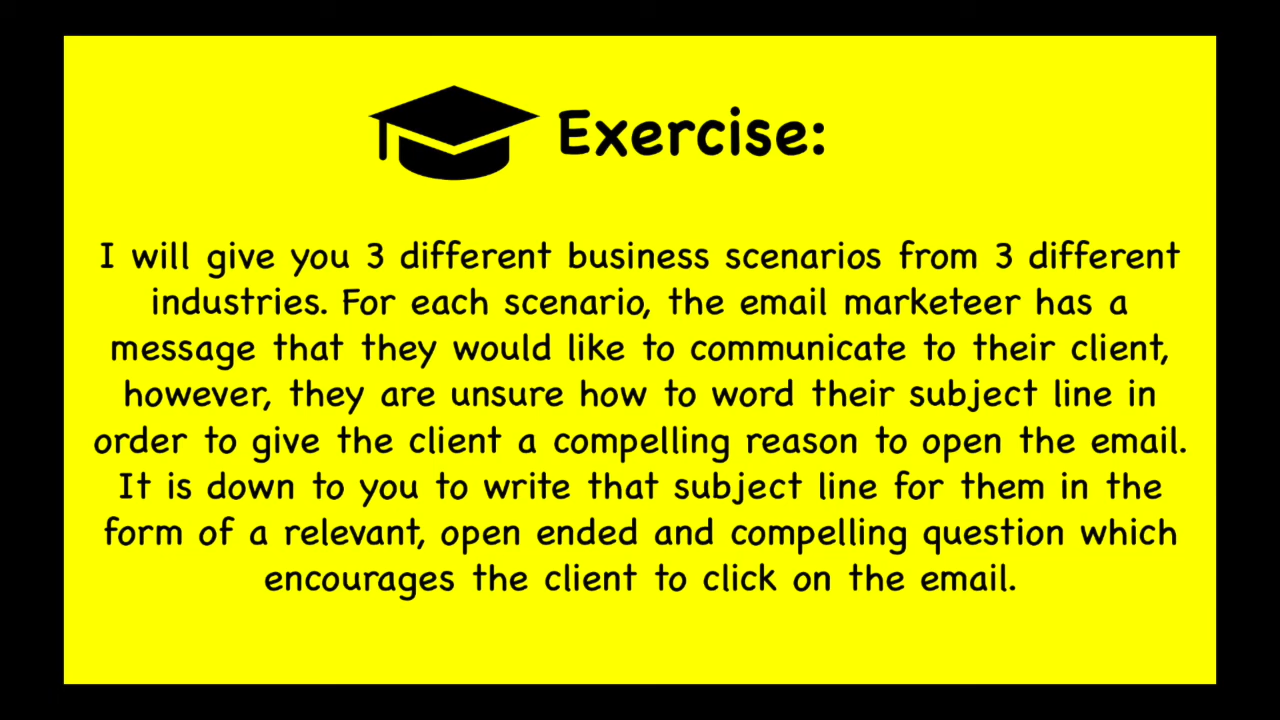 Exercise:
I will give you 3 different business scenarios from 3 different
industries. For each scenario, the email marketeer has a
message that they would like to communicate to their client,
however, they are unsure how to word their subject line in
order to give the client a compelling reason to open the email.
It is down to you to write that subject line for them in the
form of a relevant, open ended and compelling question which
encourages the client to click on the email.